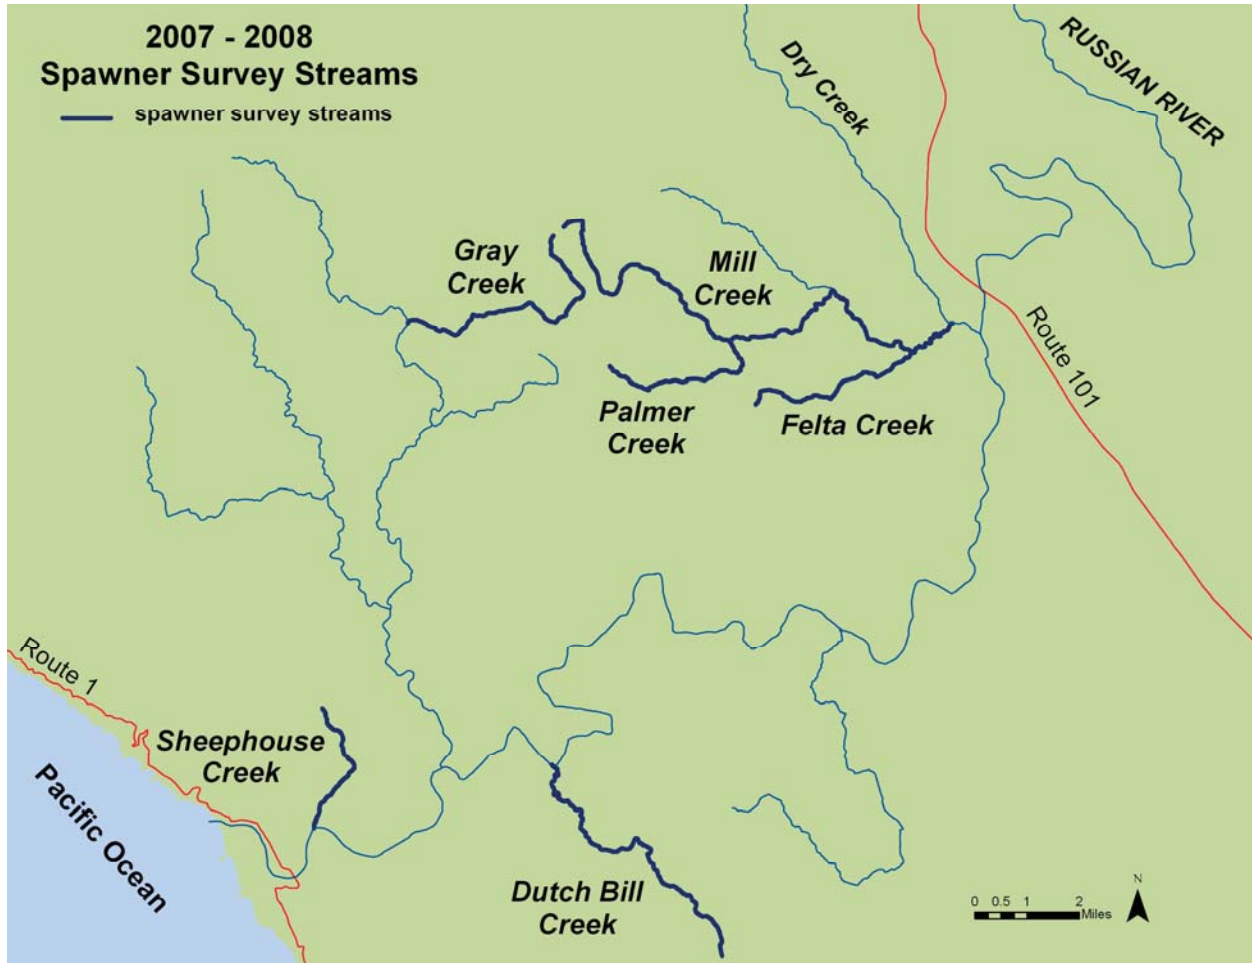 2007 - 2008
Spawner Survey Streams
spawner survey streams
Dry Creek
RUSSIAN RIVER
Gray
Creek
Mill
Creek
Route 101
Palmer
Creek
Felta Creek
Route 1
Sheephouse
Creek
Pacific Ocean
Dutch Bill
Creek
N
0 0.5 1 2
Miles